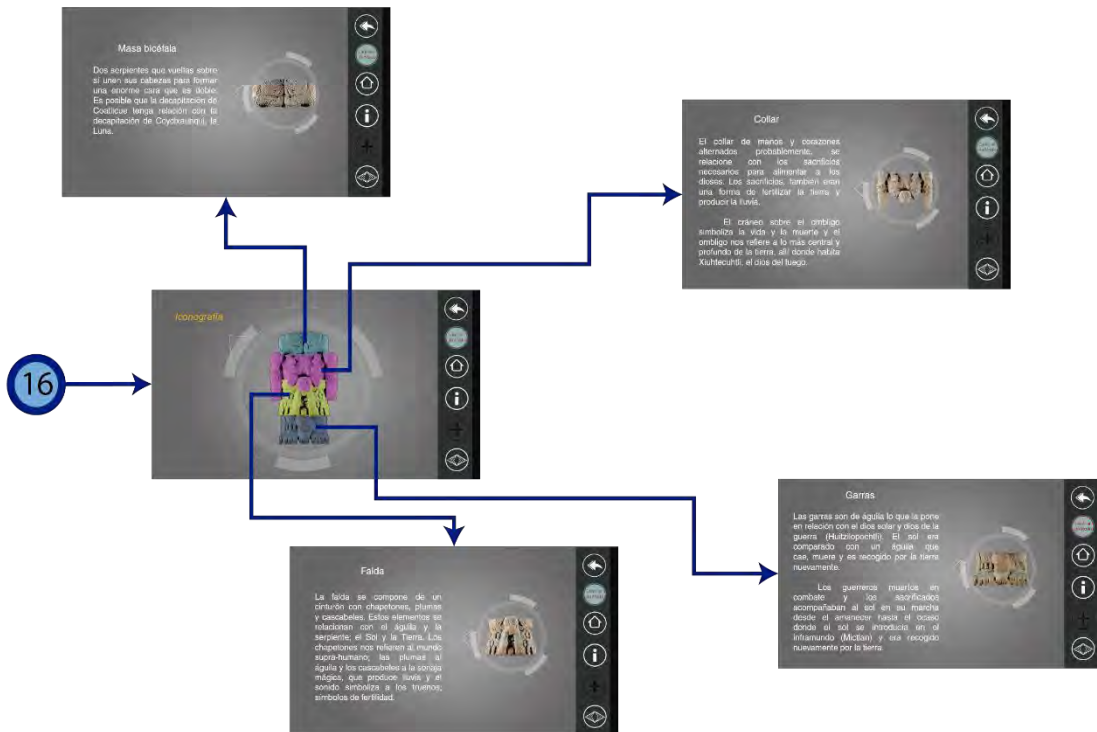 Masa bicéfala
Dos serpientes que vueltas sobre
sí unen sus cabezas para formar
una enorme cara que es doble.
Es posible que la decapitación de
Coatlicue tenga relación con la
decapitación de Coyolxauhqui, la
Luna.
Collar
El collar de manos y corazones
alternados probablemente, se
relacione con los sacrificios
necesarios para alimentar a los
dioses. Los sacrificios, también eran
una forma de fertilizar la tierra y
producir la lluvia.
El cráneo sobre el ombligo
simboliza la vida y la muerte y el
ombligo nos refiere a lo más central y
profundo de la tierra, allí donde habita
Xiuhtecuhtli, el dios del fuego.
Iconografía
16
Garras
Las garras son de águila lo que la pone
en relación con el dios solar y dios de la
guerra (Huitzilopochtli). El sol era
comparado con un águila que
cae, muere y es recogido por la tierra
nuevamente.
Los guerreros muertos en
combate y los sacrificados
acompañaban al sol en su marcha
desde el amanecer hasta el ocaso
donde el sol se introducía en el
inframundo (Mictlan) y era recogido
nuevamente por la tierra.
Falda
La falda se compone de un
cinturón con chapetones, plumas
y cascabeles. Estos elementos se
relacionan con el águila y la
serpiente; el Sol y la Tierra. Los
chapetones nos refieren al mundo
supra-humano; las plumas al
águila y los cascabeles a la sonaja
mágica, que produce lluvia y el
sonido simboliza a los truenos,
símbolos de fertilidad.